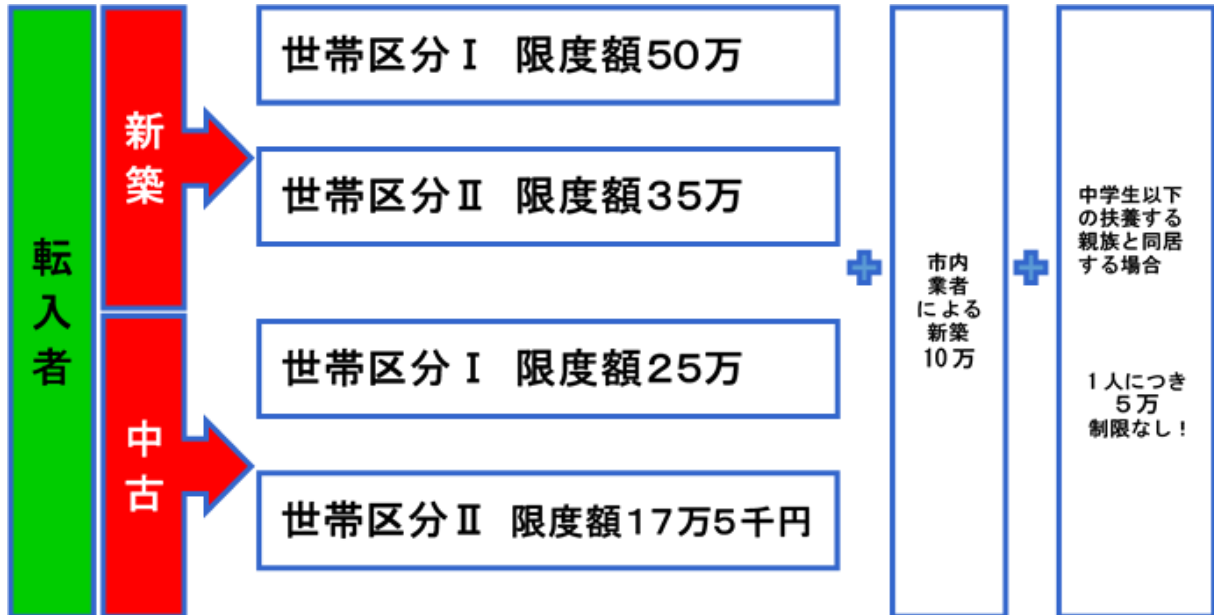 転入者
新築
世帯区分Ⅰ 限度額50万
世帯区分Ⅱ 限度額35万
中古
世帯区分Ⅰ 限度額25万
世帯区分Ⅱ 限度額17万5千円
市内
業者
による
新築
10万
中学生以下
の扶養する
親族と同居
する場合
1人につき
5万
制限なし!